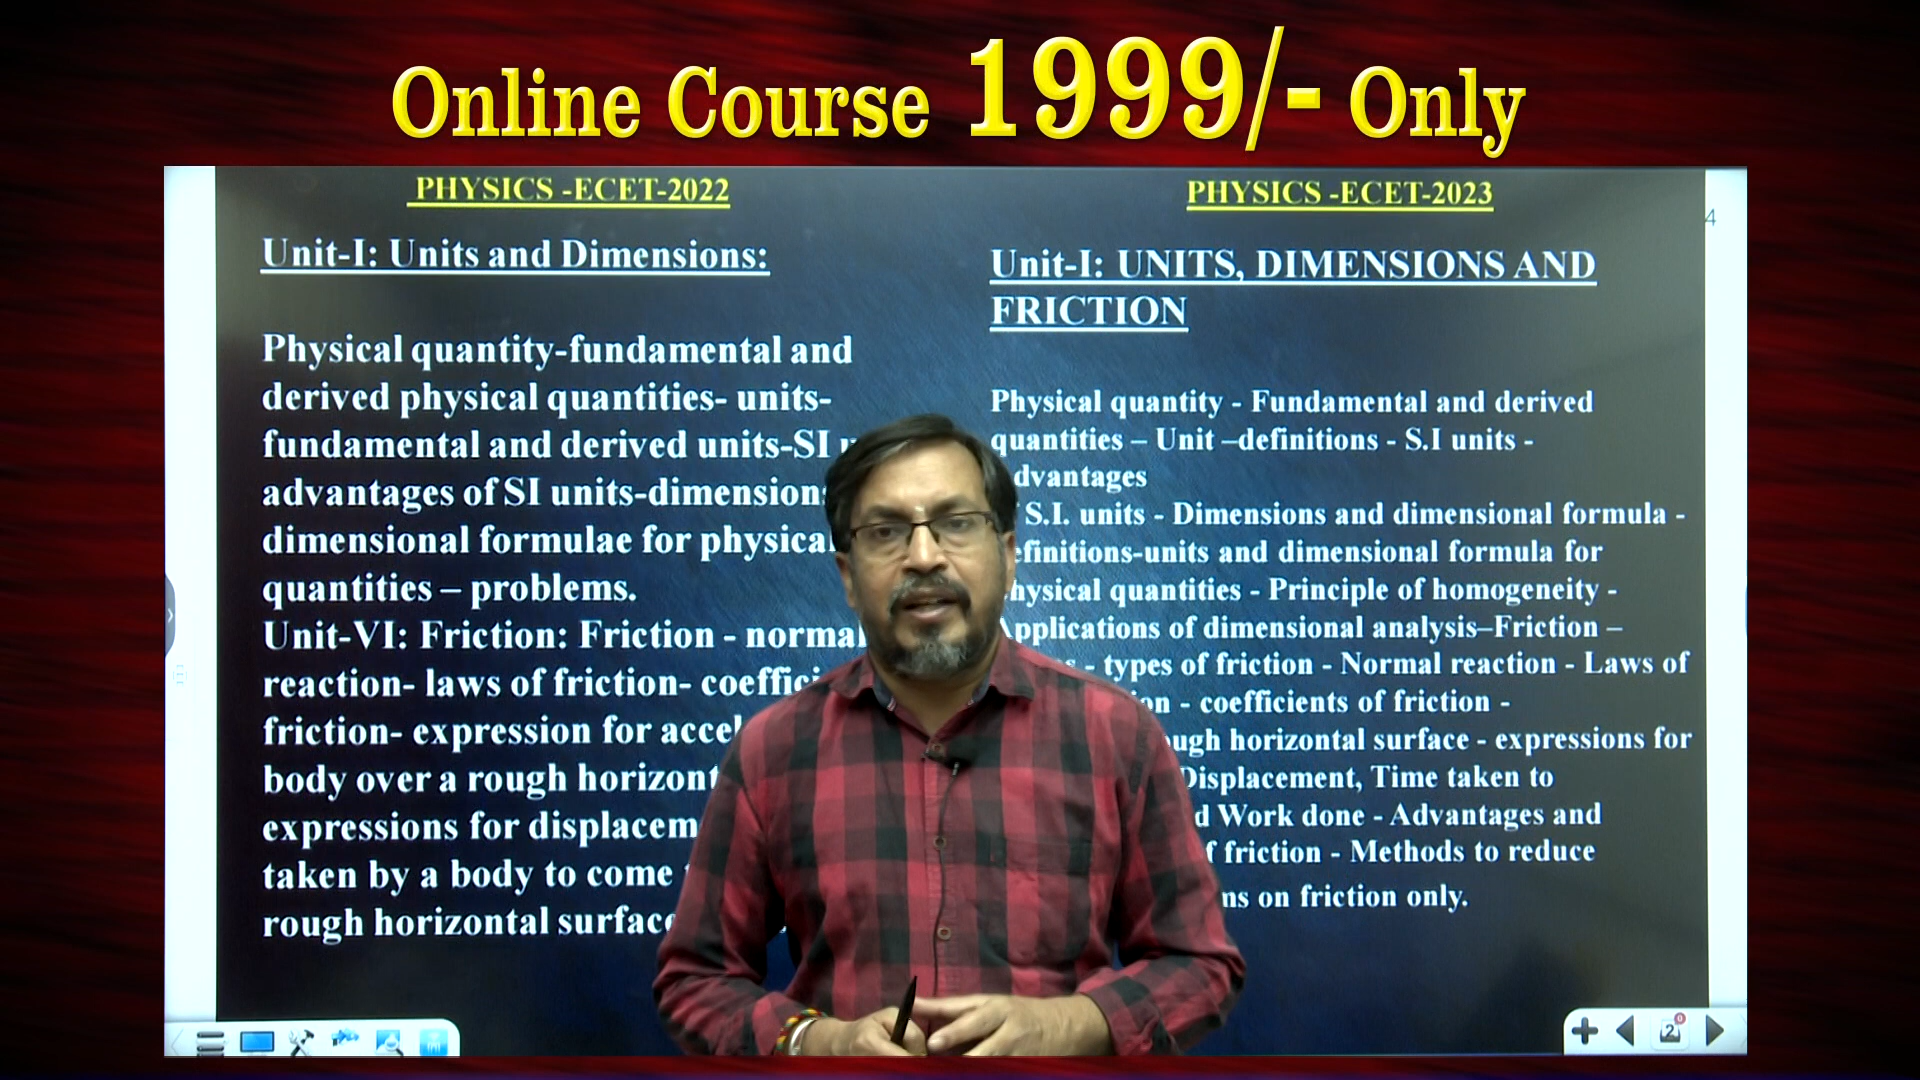 Online Course 1999/- Only
PHYSICS -ECET-2022
Unit-I: Units and Dimensions:
Physical quantity-fundamental and
derived physical quantities- units-
fundamental and derived units-SI
advantages of SI units-dimension
dimensional formulae for physical
quantities – problems.
Unit-VI: Friction: Friction - normal
reaction- laws of friction-
friction- expression for
body over a rough
expressions for
taken by a body to come
rough horizontal
PHYSICS -ECET-2023
4
Unit-I: UNITS, DIMENSIONS AND
FRICTION
Physical quantity - Fundamental and derived
quantities – Unit –definitions - S.I units -
dvantages
S.I. units - Dimensions and dimensional formula -
efinitions-units and dimensional formula for
hysical quantities - Principle of homogeneity -
Applications of dimensional analysis–Friction –
- types of friction - Normal reaction - Laws of
- coefficients of friction -
ugh horizontal surface - expressions for
Displacement, Time taken to
d Work done - Advantages and
f friction - Methods to reduce
ms on friction only.
2
0